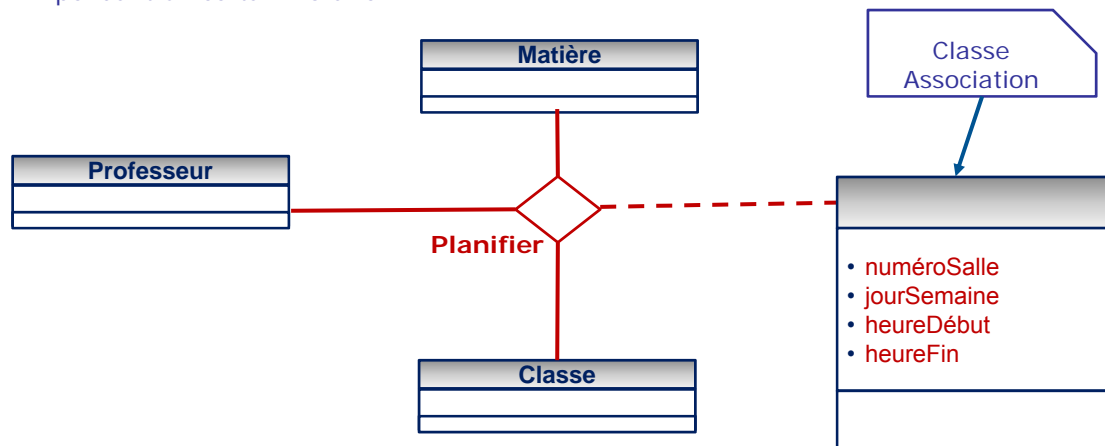 Matière
Classe
Association
Professeur
Planifier
• numéroSalle
• jourSemaine
• heureDébut
• heureFin
Classe